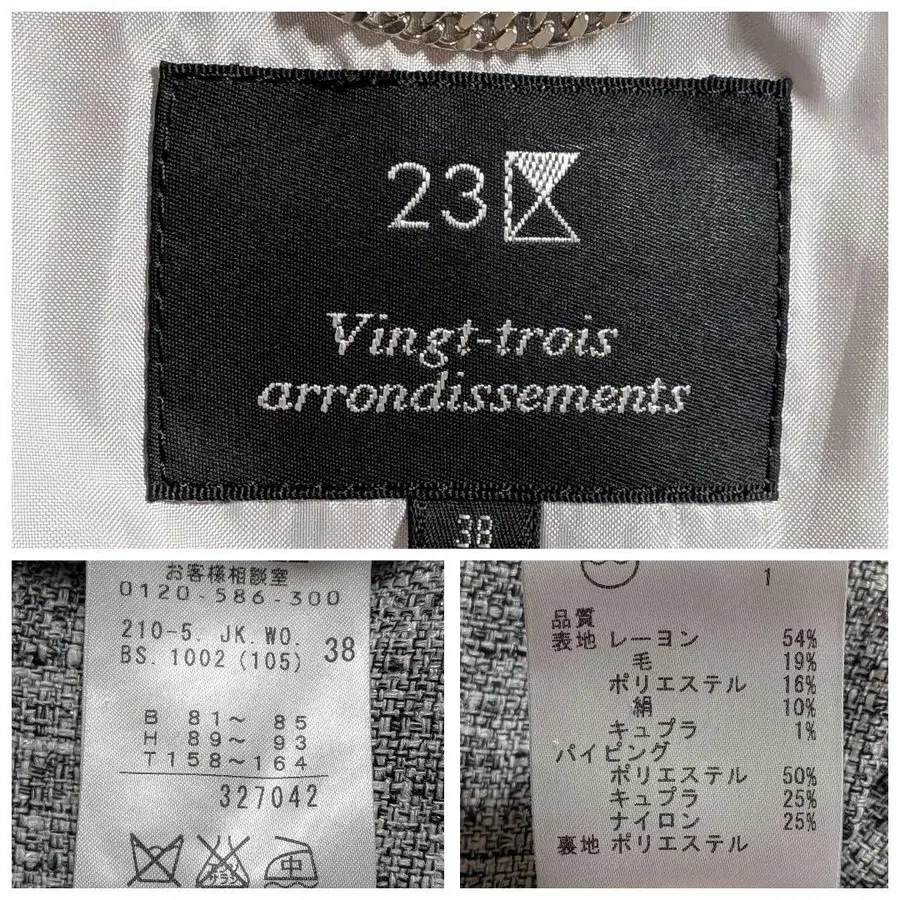 23
Vingt-trois
arrondissements
38
お客様相談室
0120-586-300
210-5. JK. WO.
BS. 1002 (105) 38
B 81～ 85
H 89～ 93
T158～164
327042
中
1
品質
表地 レーヨン 54%
毛 19%
ポリエステル 16%
絹 10%
キュプラ 1%
パイピング
ポリエステル 50%
キュプラ 25%
ナイロン 25%
裏地 ポリエステル